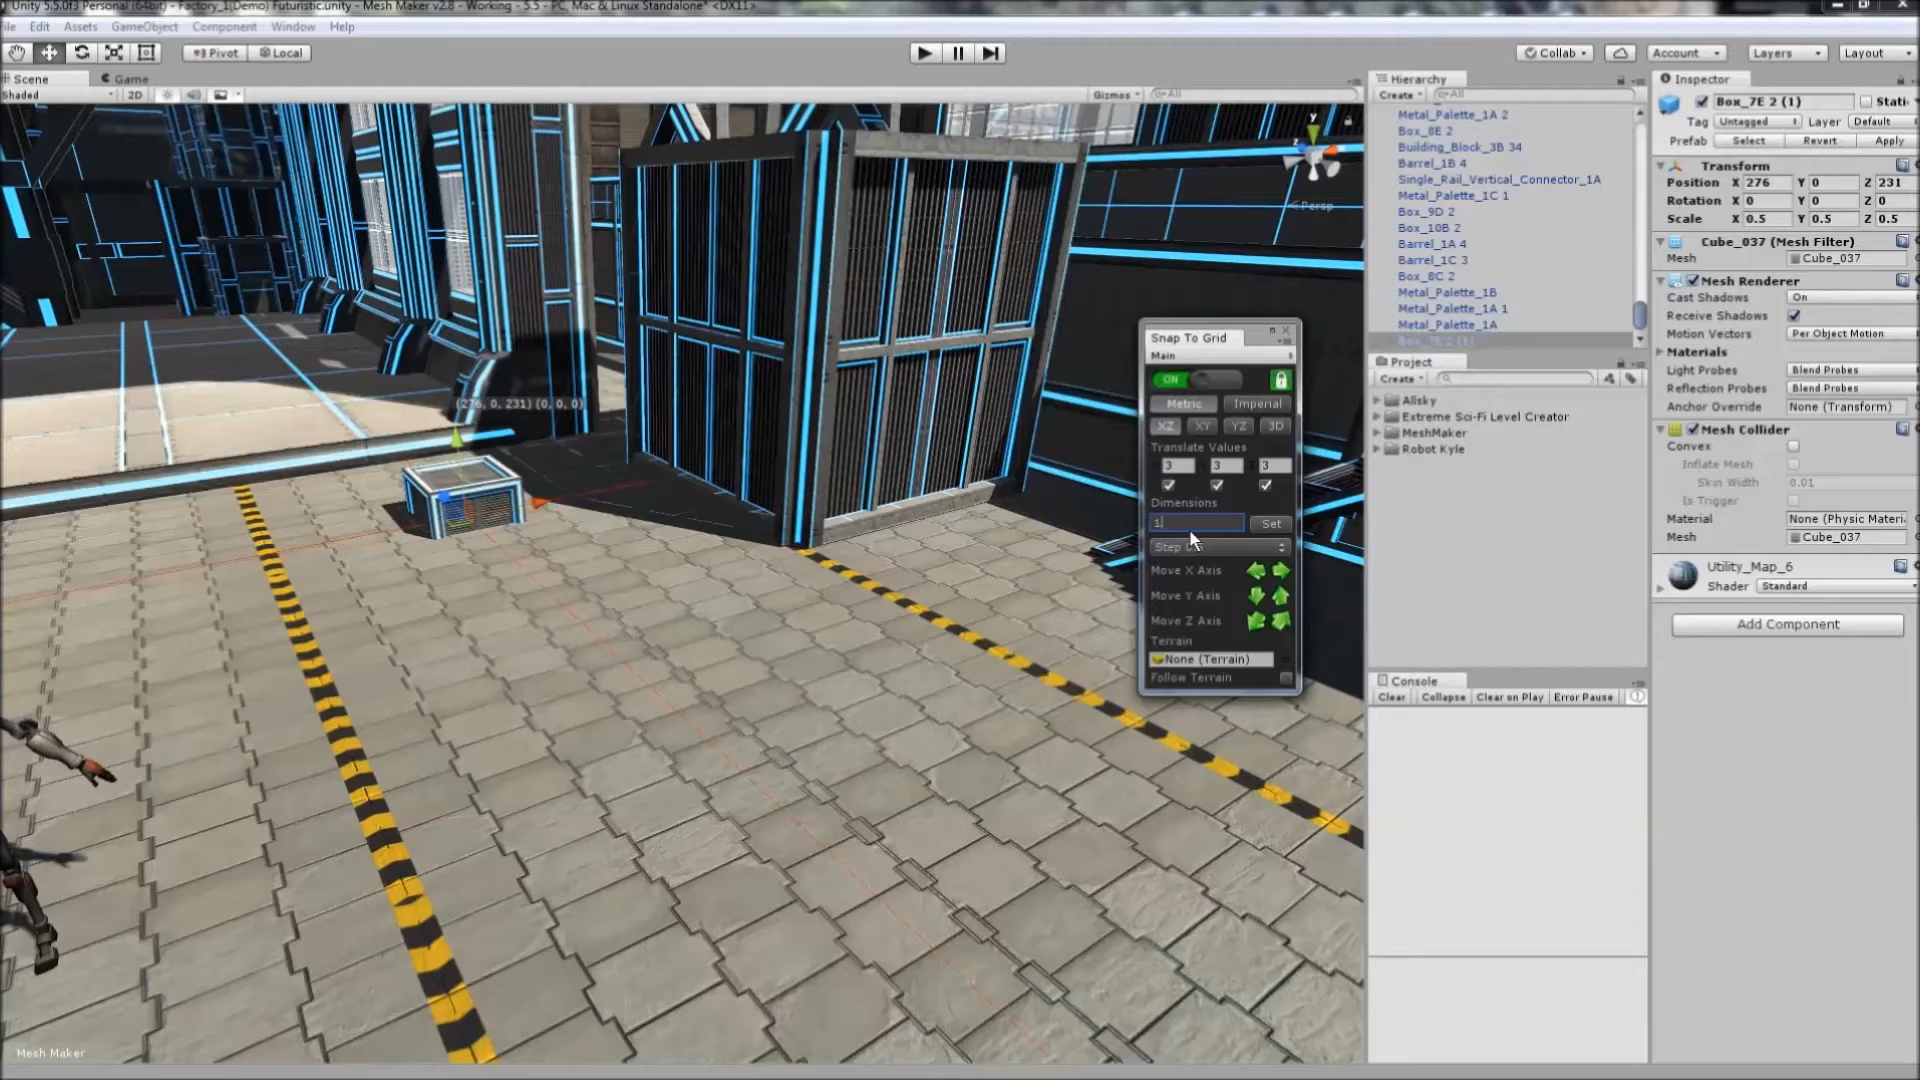 Unity 5.5.0f3 Personal (64bit) - Factory_1(Demo) Futuristic.unity - Mesh Maker v2.8 - Working - 5.5 - PC, Mac & Linux Standalone* <DX11>
Edit Assets GameObject Component Window Help
Pivot Local Collab Account Layers Layout
Scene Game
Shaded 2D Gizmos All
y
z
Persp
(276, 0, 231) (0, 0, 0)
Mesh Maker
Snap To Grid
Main
ON
Metric Imperial
XZ XY YZ 3D
Translate Values
3 3 3
Dimensions
1 Set
Step
Move X Axis
Move Y Axis
Move Z Axis
Terrain
None (Terrain)
Follow Terrain
Hierarchy
Create All
Metal_Palette_1A 2
Box_8E 2
Building_Block_3B 34
Barrel_1B 4
Single_Rail_Vertical_Connector_1A
Metal_Palette_1C 1
Box_9D 2
Box_10B 2
Barrel_1A 4
Barrel_1C 3
Box_8C 2
Metal_Palette_1B
Metal_Palette_1A 1
Metal_Palette_1A
Box_7E 2 (1)
Project
Create
Allsky
Extreme Sci-Fi Level Creator
MeshMaker
Robot Kyle
Console
Clear Collapse Clear on Play Error Pause
Inspector
Box_7E 2 (1) Stati
Tag Untagged Layer Default
Prefab Select Revert Apply
Transform
Position X 276 Y 0 Z 231
Rotation X 0 Y 0 Z 0
Scale X 0.5 Y 0.5 Z 0.5
Cube_037 (Mesh Filter)
Mesh Cube_037
Mesh Renderer
Cast Shadows On
Receive Shadows
Motion Vectors Per Object Motion
Materials
Light Probes Blend Probes
Reflection Probes Blend Probes
Anchor Override None (Transform)
Mesh Collider
Convex
Inflate Mesh
Skin Width 0.01
Is Trigger
Material None (Physic Materi
Mesh Cube_037
Utility_Map_6
Shader Standard
Add Component